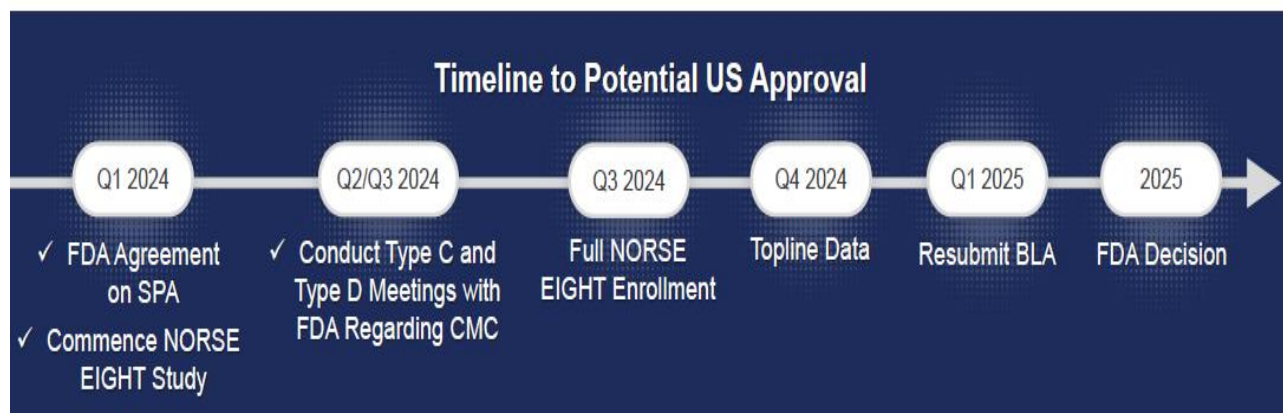 Timeline to Potential US Approval
Q1 2024
✓ FDA Agreement
on SPA
✓ Commence NORSE
EIGHT Study
Q2/Q3 2024
✓ Conduct Type C and
Type D Meetings with
FDA Regarding CMC
Q3 2024
Full NORSE
EIGHT Enrollment
Q4 2024
Topline Data
Q1 2025
Resubmit BLA
2025
FDA Decision